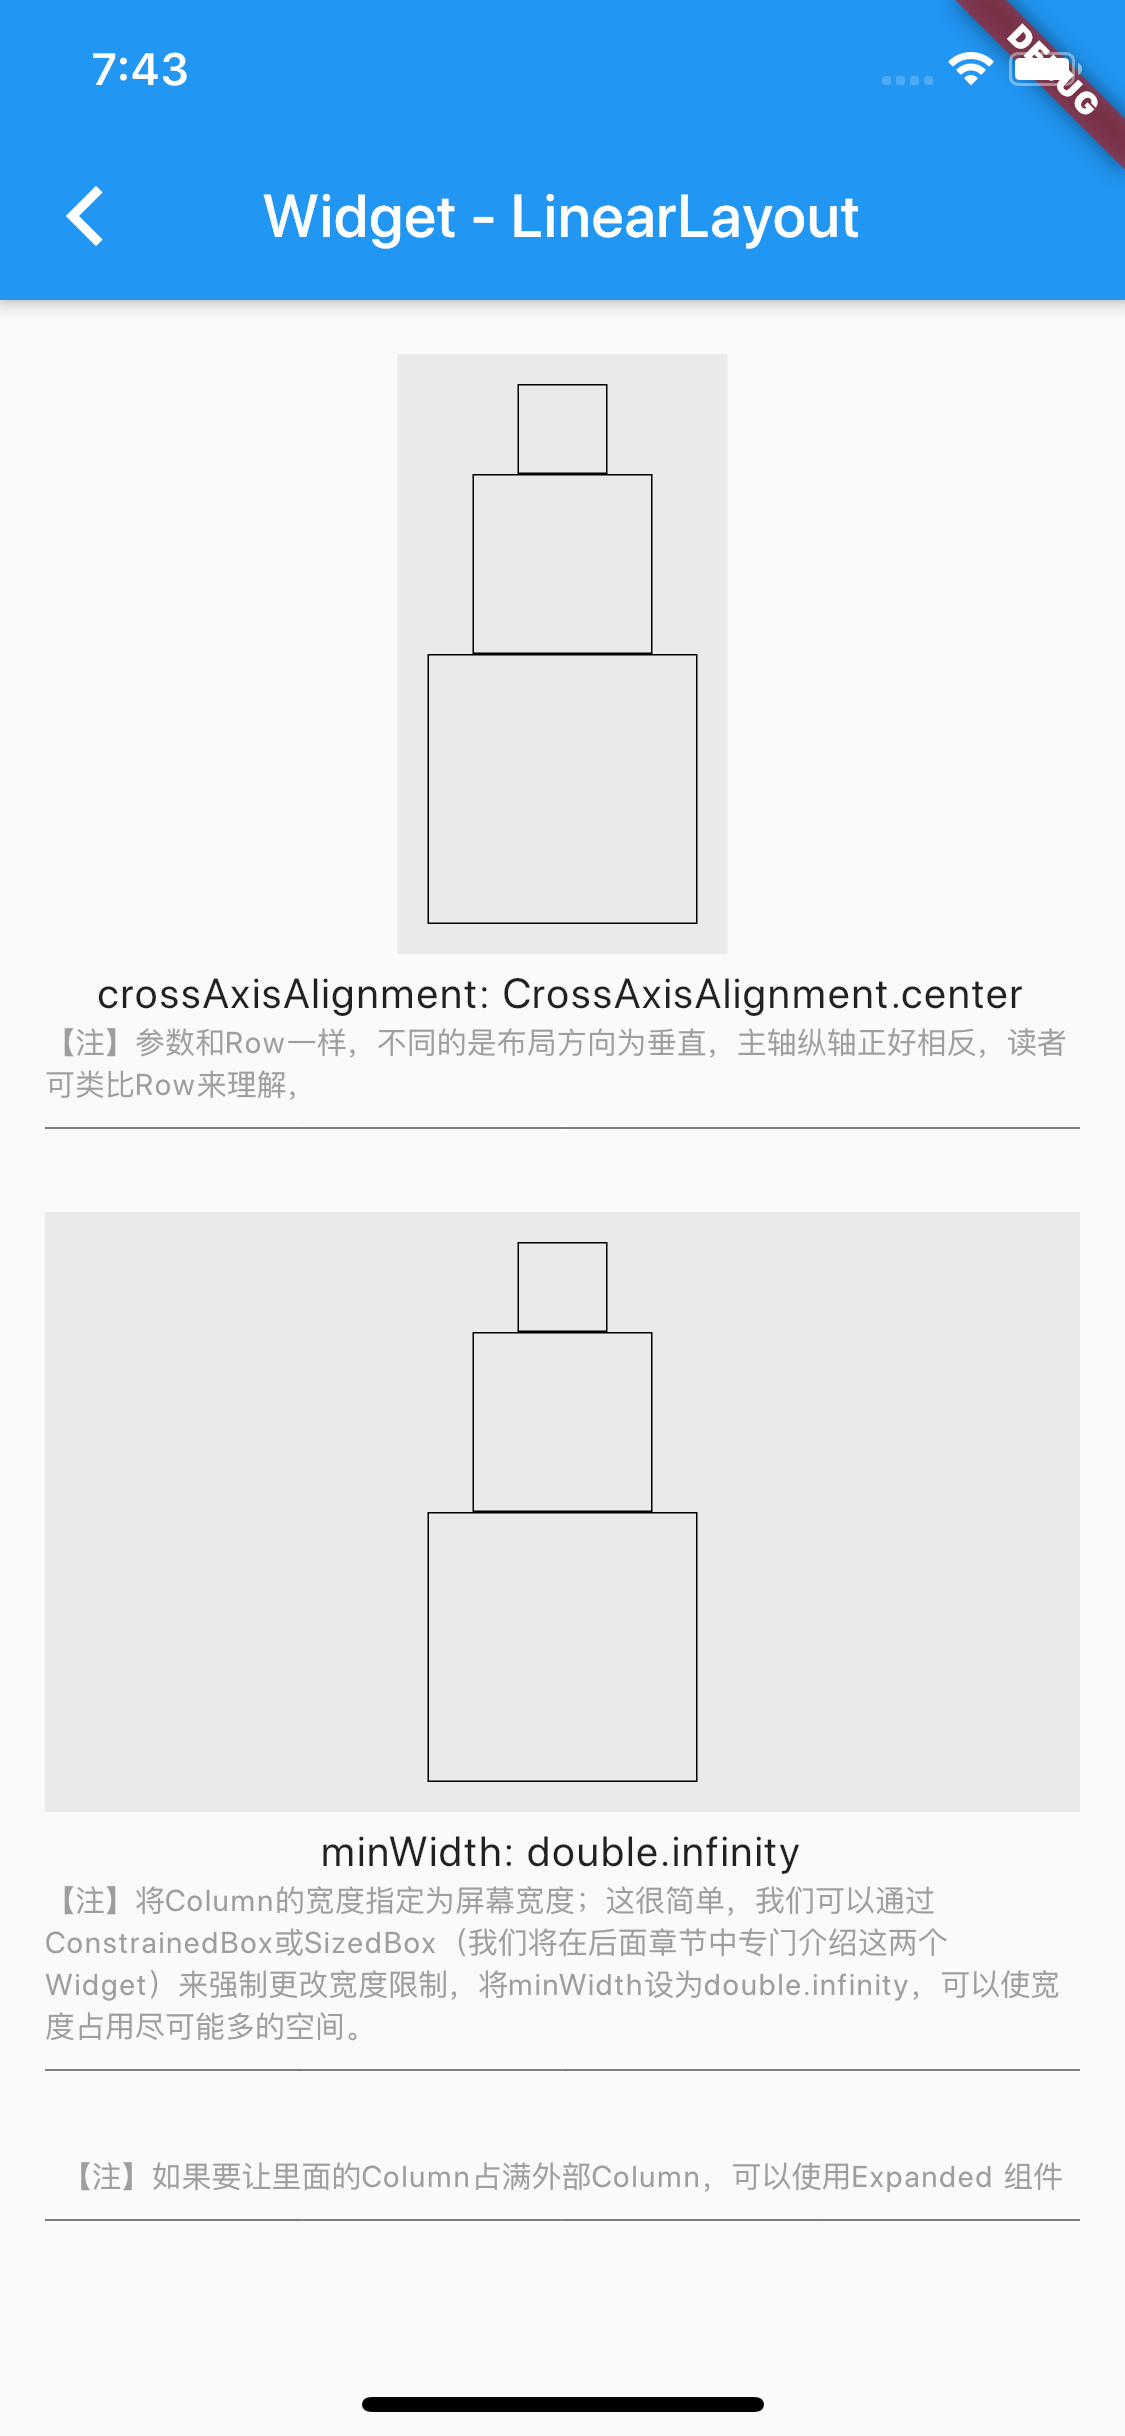 7:43
DEBUG
Widget - LinearLayout
crossAxisAlignment: CrossAxisAlignment.center
【注】参数和Row一样，不同的是布局方向为垂直，主轴纵轴正好相反，读者
可类比Row来理解，
minWidth: double.infinity
【注】将Column的宽度指定为屏幕宽度；这很简单，我们可以通过
ConstrainedBox或SizedBox（我们将在后面章节中专门介绍这两个
Widget）来强制更改宽度限制，将minWidth设为double.infinity，可以使宽
度占用尽可能多的空间。
【注】如果要让里面的Column占满外部Column，可以使用Expanded 组件